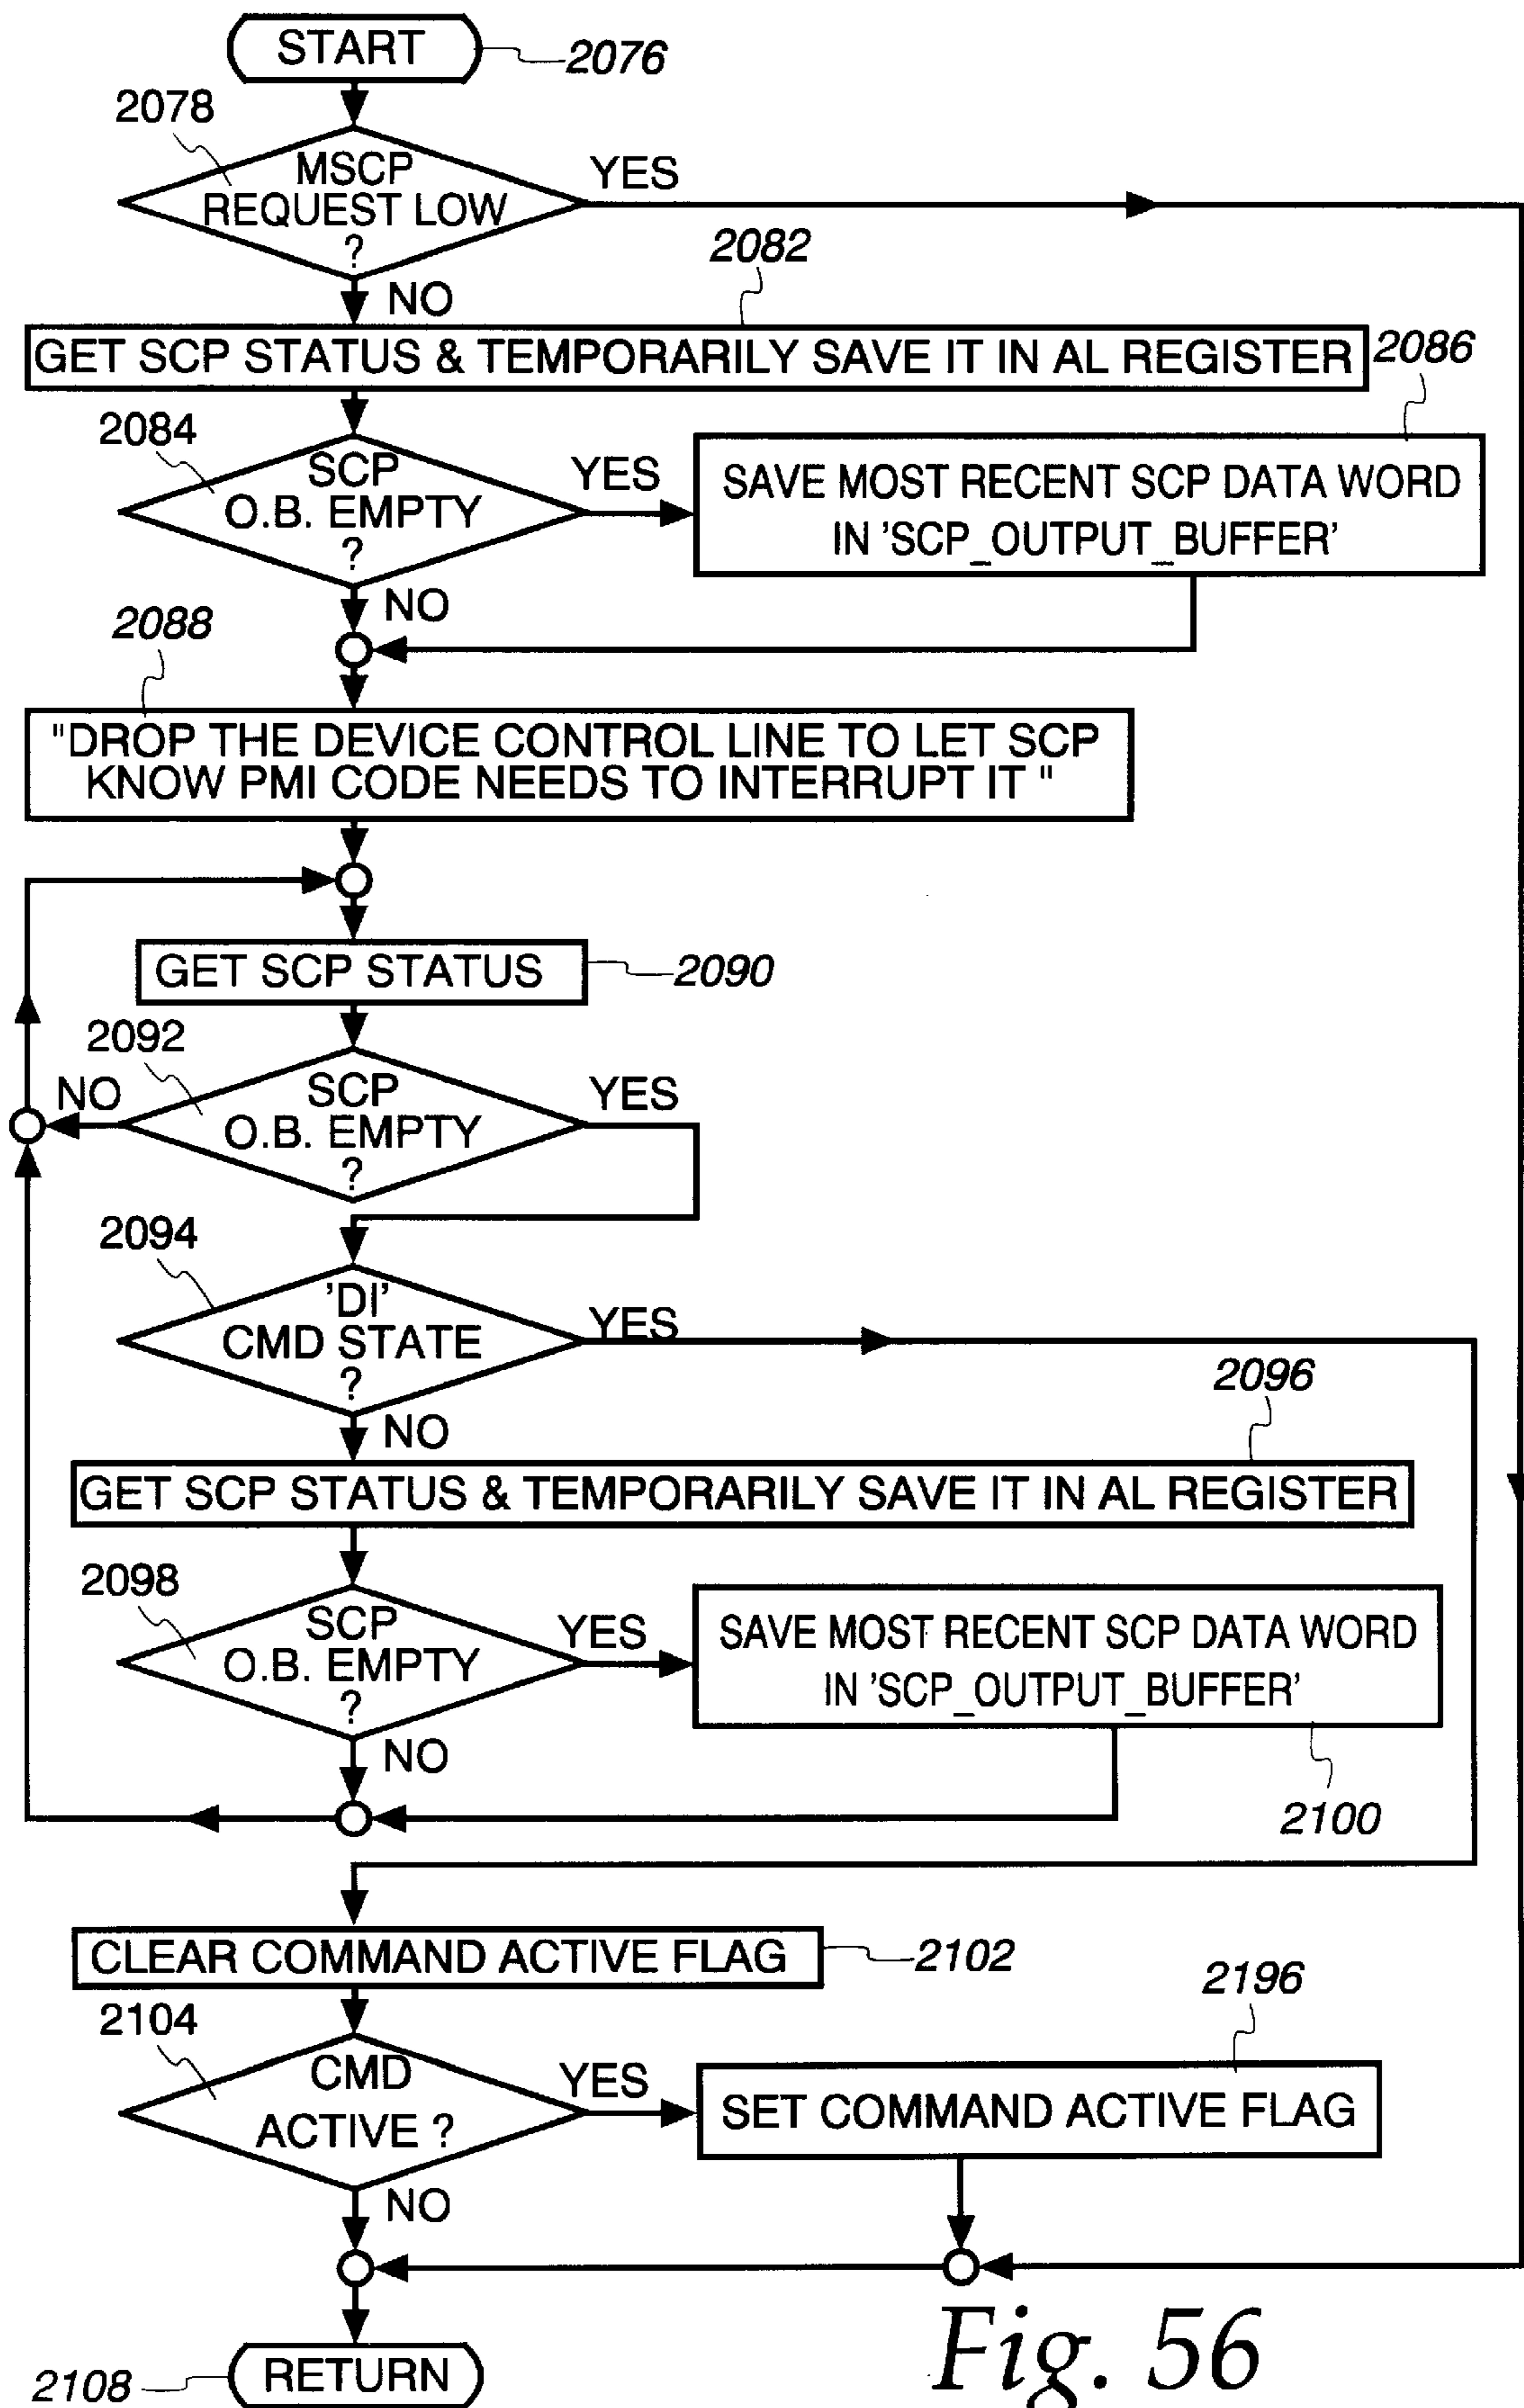 START
2076
2078
MSCP
REQUEST LOW
?
YES
NO
2082
GET SCP STATUS & TEMPORARILY SAVE IT IN AL REGISTER
2086
2084
SCP
O.B. EMPTY
?
YES
SAVE MOST RECENT SCP DATA WORD
IN 'SCP_OUTPUT_BUFFER'
NO
2088
"DROP THE DEVICE CONTROL LINE TO LET SCP
KNOW PMI CODE NEEDS TO INTERRUPT IT "
GET SCP STATUS
2090
2092
NO
SCP
O.B. EMPTY
?
YES
2094
'DI'
CMD STATE
?
YES
NO
2096
GET SCP STATUS & TEMPORARILY SAVE IT IN AL REGISTER
2098
SCP
O.B. EMPTY
?
YES
SAVE MOST RECENT SCP DATA WORD
IN 'SCP_OUTPUT_BUFFER'
NO
2100
CLEAR COMMAND ACTIVE FLAG
2102
2104
CMD
ACTIVE ?
YES
2196
SET COMMAND ACTIVE FLAG
NO
RETURN
2108
Fig. 56